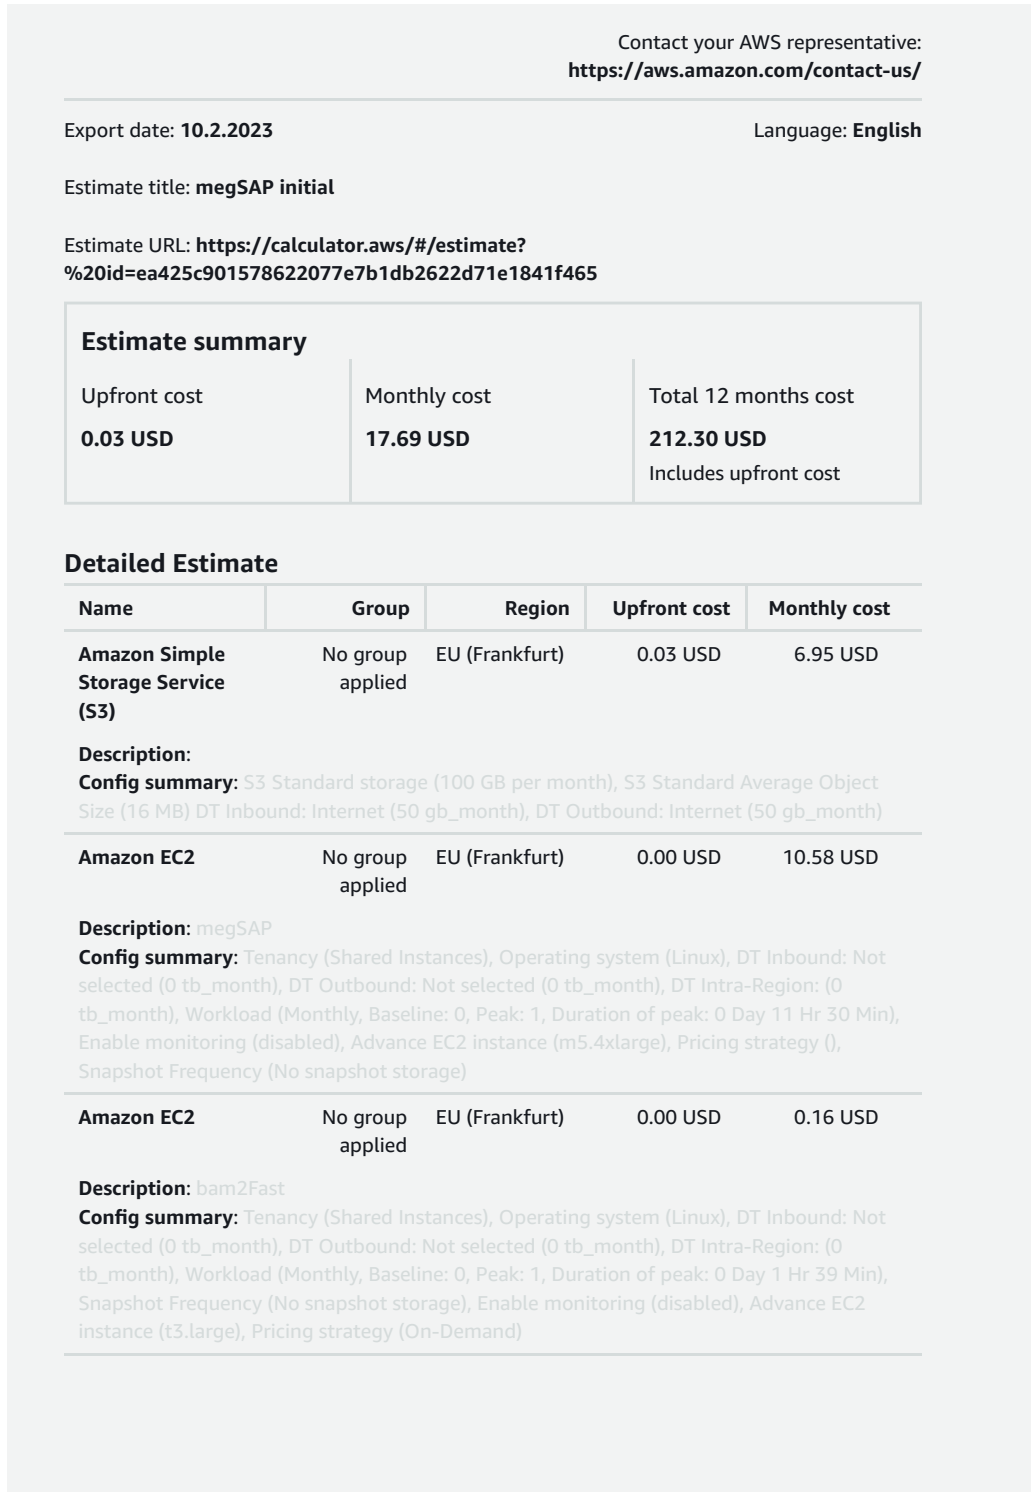 Contact your AWS representative:
https://aws.amazon.com/contact-us/
Export date: 10.2.2023 Language: English
Estimate title: megSAP initial
Estimate URL: https://calculator.aws/#/estimate?
%20id=ea425c901578622077e7b1db2622d71e1841f465
Estimate summary
Upfront cost Monthly cost Total 12 months cost
0.03 USD 17.69 USD 212.30 USD
Includes upfront cost
Detailed Estimate
Name Group Region Upfront cost Monthly cost
Amazon Simple No group EU (Frankfurt) 0.03 USD 6.95 USD
Storage Service applied
(S3)
Description:
Config summary: S3 Standard storage (100 GB per month), S3 Standard Average Object
Size (16 MB) DT Inbound: Internet (50 gb_month), DT Outbound: Internet (50 gb_month)
Amazon EC2 No group EU (Frankfurt) 0.00 USD 10.58 USD
applied
Description: megSAP
Config summary: Tenancy (Shared Instances), Operating system (Linux), DT Inbound: Not
selected (0 tb_month), DT Outbound: Not selected (0 tb_month), DT Intra-Region: (0
tb_month), Workload (Monthly, Baseline: 0, Peak: 1, Duration of peak: 0 Day 11 Hr 30 Min),
Enable monitoring (disabled), Advance EC2 instance (m5.4xlarge), Pricing strategy (),
Snapshot Frequency (No snapshot storage)
Amazon EC2 No group EU (Frankfurt) 0.00 USD 0.16 USD
applied
Description: bam2Fast
Config summary: Tenancy (Shared Instances), Operating system (Linux), DT Inbound: Not
selected (0 tb_month), DT Outbound: Not selected (0 tb_month), DT Intra-Region: (0
tb_month), Workload (Monthly, Baseline: 0, Peak: 1, Duration of peak: 0 Day 1 Hr 39 Min),
Snapshot Frequency (No snapshot storage), Enable monitoring (disabled), Advance EC2
instance (t3.large), Pricing strategy (On-Demand)